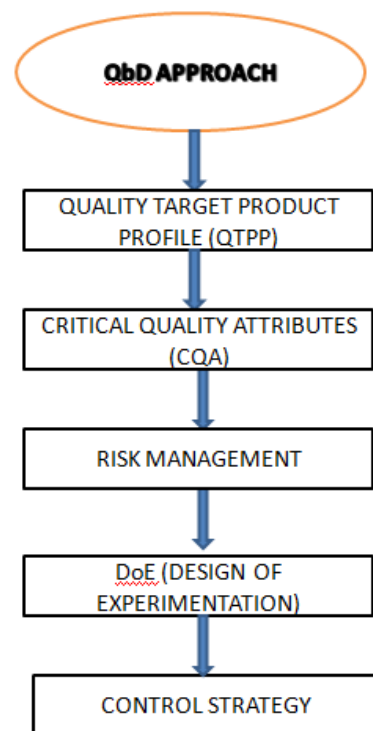 QbD APPROACH
QUALITY TARGET PRODUCT
PROFILE (QTPP)
CRITICAL QUALITY ATTRIBUTES
(CQA)
RISK MANAGEMENT
DoE (DESIGN OF
EXPERIMENTATION)
CONTROL STRATEGY